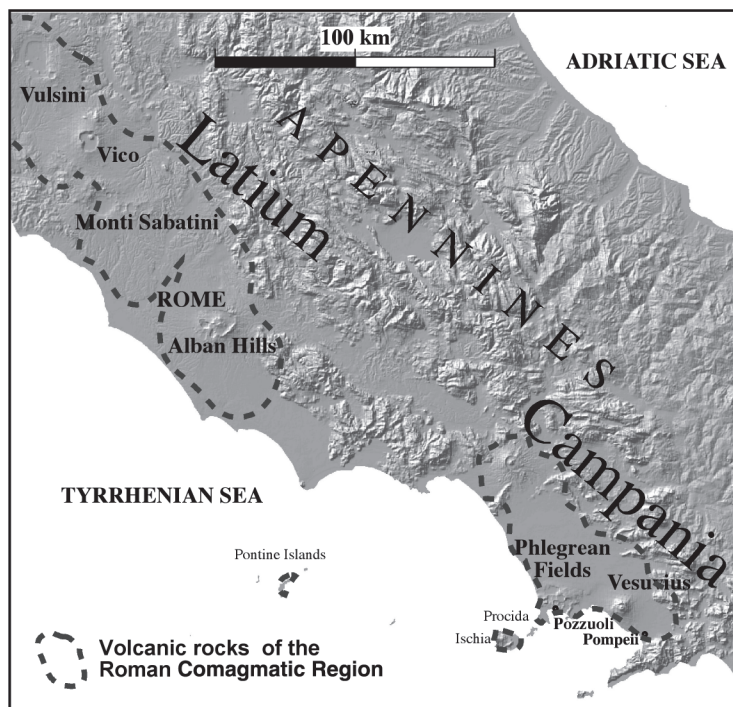 100 km
ADRIATIC SEA
Vulsini
APENNINES
Vico
Latium
Monti Sabatini
ROME
Alban Hills
Campania
TYRRHENIAN SEA
Pontine Islands
Phlegrean
Fields
Vesuvius
Procida
Pozzuoli
Ischia
Pompeii
Volcanic rocks of the
Roman Comagmatic Region